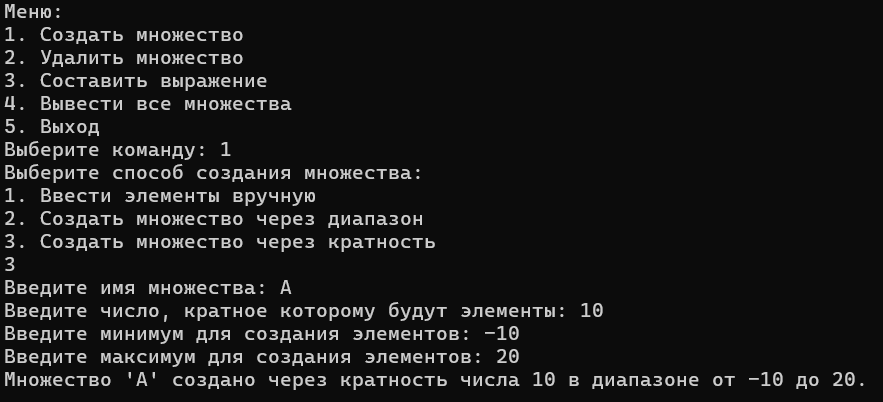 Меню:
1. Создать множество
2. Удалить множество
3. Составить выражение
4. Вывести все множества
5. Выход
Выберите команду: 1
Выберите способ создания множества:
1. Ввести элементы вручную
2. Создать множество через диапазон
3. Создать множество через кратность
3
Введите имя множества: A
Введите число, кратное которому будут элементы: 10
Введите минимум для создания элементов: -10
Введите максимум для создания элементов: 20
Множество 'A' создано через кратность числа 10 в диапазоне от -10 до 20.